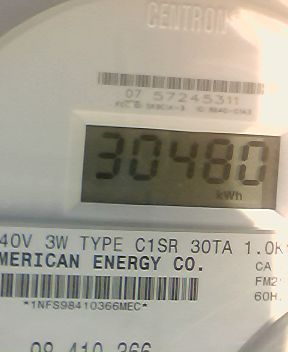 CENTRON
07 57245311
30480
kWh
40V 3W TYPE C1SR 30TA 1.0K
MERICAN ENERGY CO. CA
FM2
60H
*1NFS98410366MEC*
98 410 366